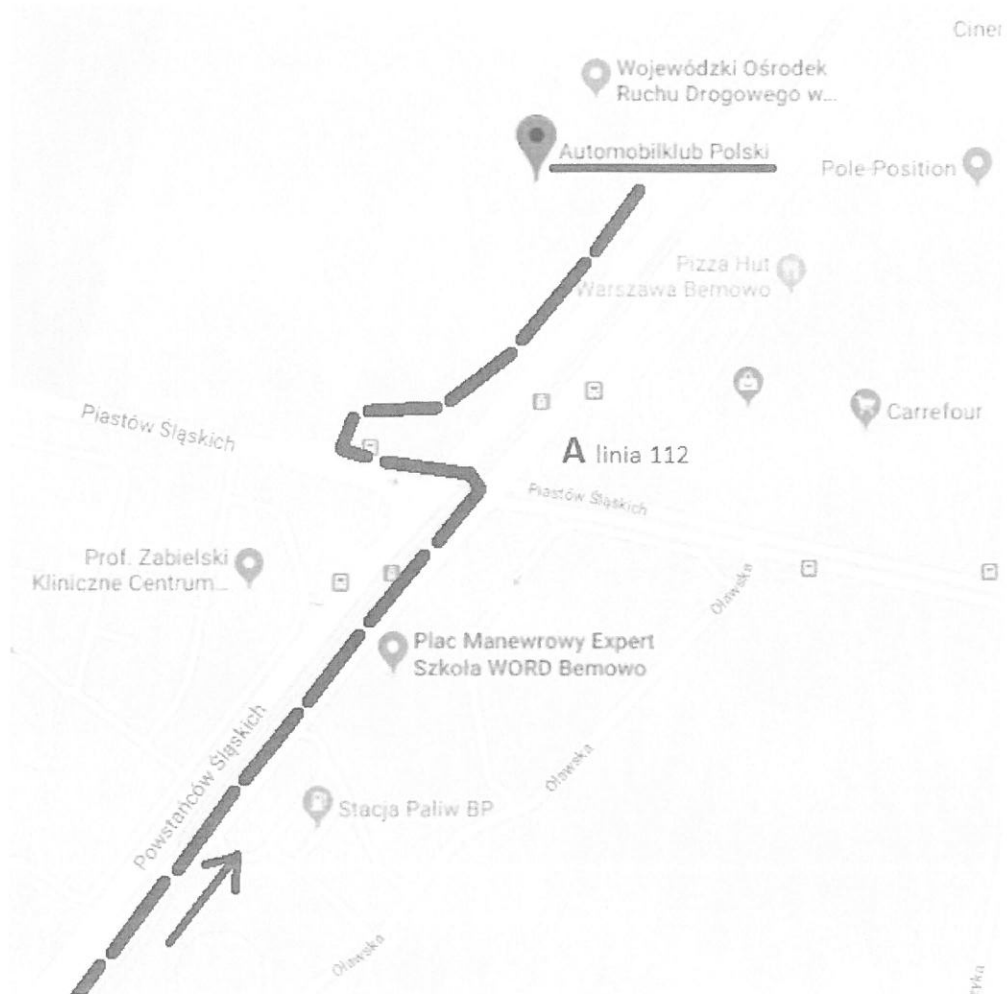 Ciner
Wojewódzki Ośrodek
Ruchu Drogowego w...
Automobilklub Polski
Pole Position
Pizza Hut
Warszawa Bemowo
Carrefour
Piastów Śląskich
A linia 112
Piastów Śląskich
Prof. Zabielski
Kliniczne Centrum...
Oławska
Plac Manewrowy Expert
Szkoła WORD Bemowo
Powstańców Śląskich
Oławska
Stacja Paliw BP
Oławska